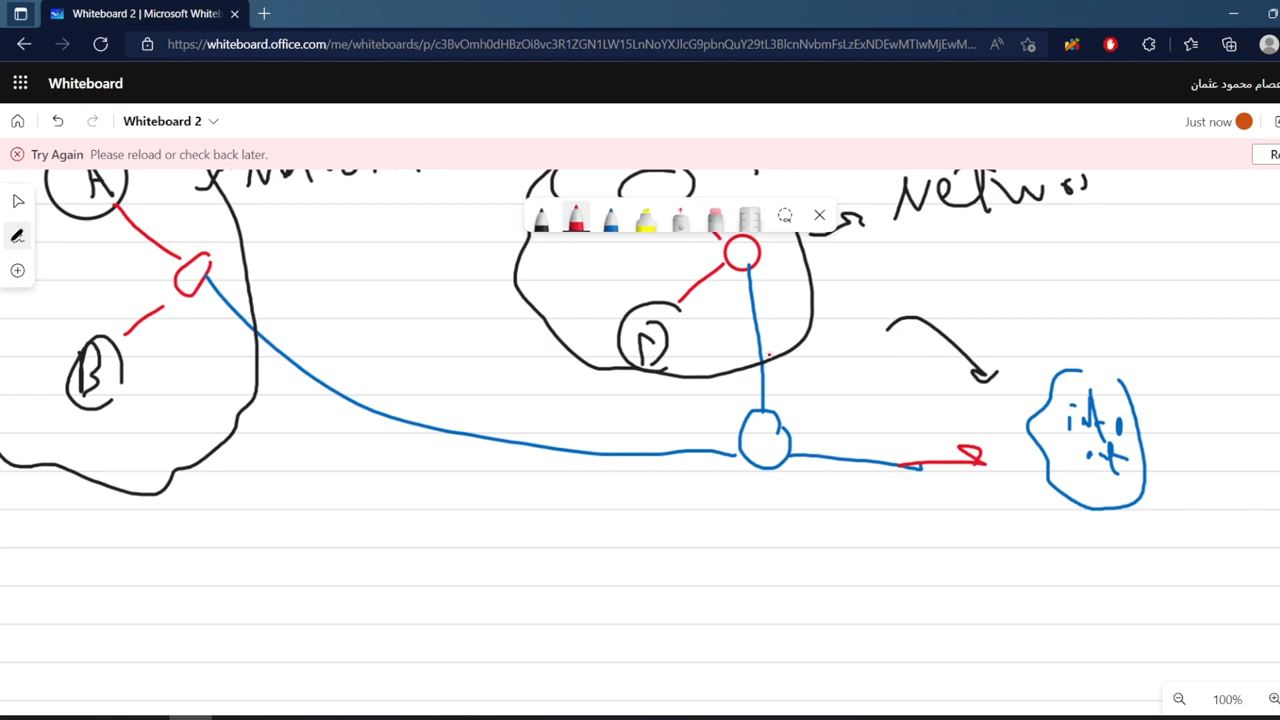 Whiteboard 2 | Microsoft Whiteb
https://whiteboard.office.com/me/whiteboards/p/c3BvOmh0dHBzOi8vc3R1ZGN1LW15LnNoYXJlcG9pbnQuY29tL3BlcnNvbmFsLzExNDEwMTIwMjEwM...
Whiteboard
عصام محمود عثمان
Whiteboard 2
Just now
Try Again Please reload or check back later.
Re
A
B
D
100%